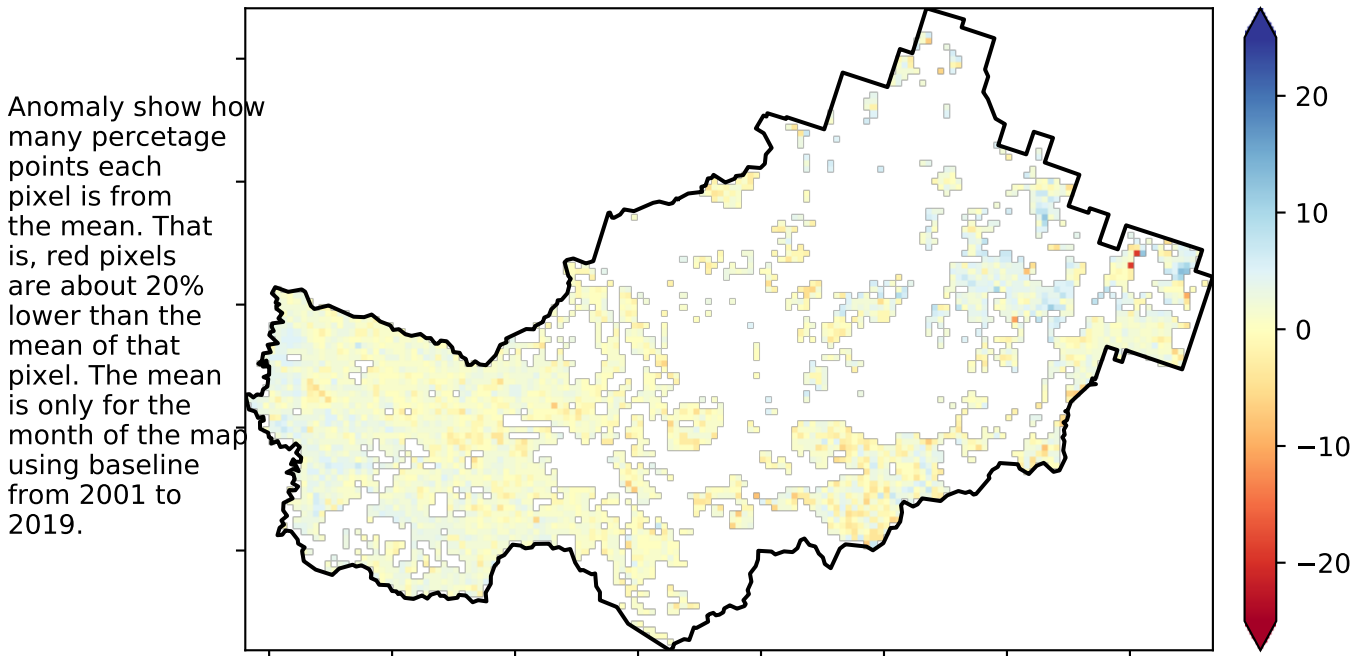 Anomaly show how
many percetage
points each
pixel is from
the mean. That
is, red pixels
are about 20%
lower than the
mean of that
pixel. The mean
is only for the
month of the map
using baseline
from 2001 to
2019.
20
10
0
−10
−20